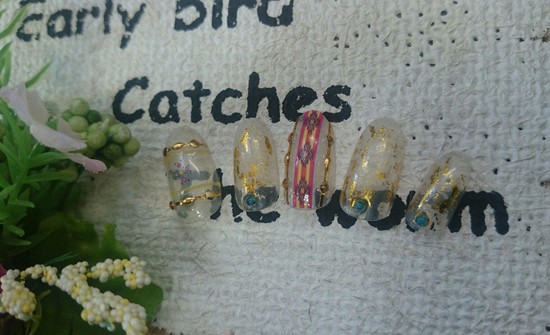 Early bird
Catches
the worm